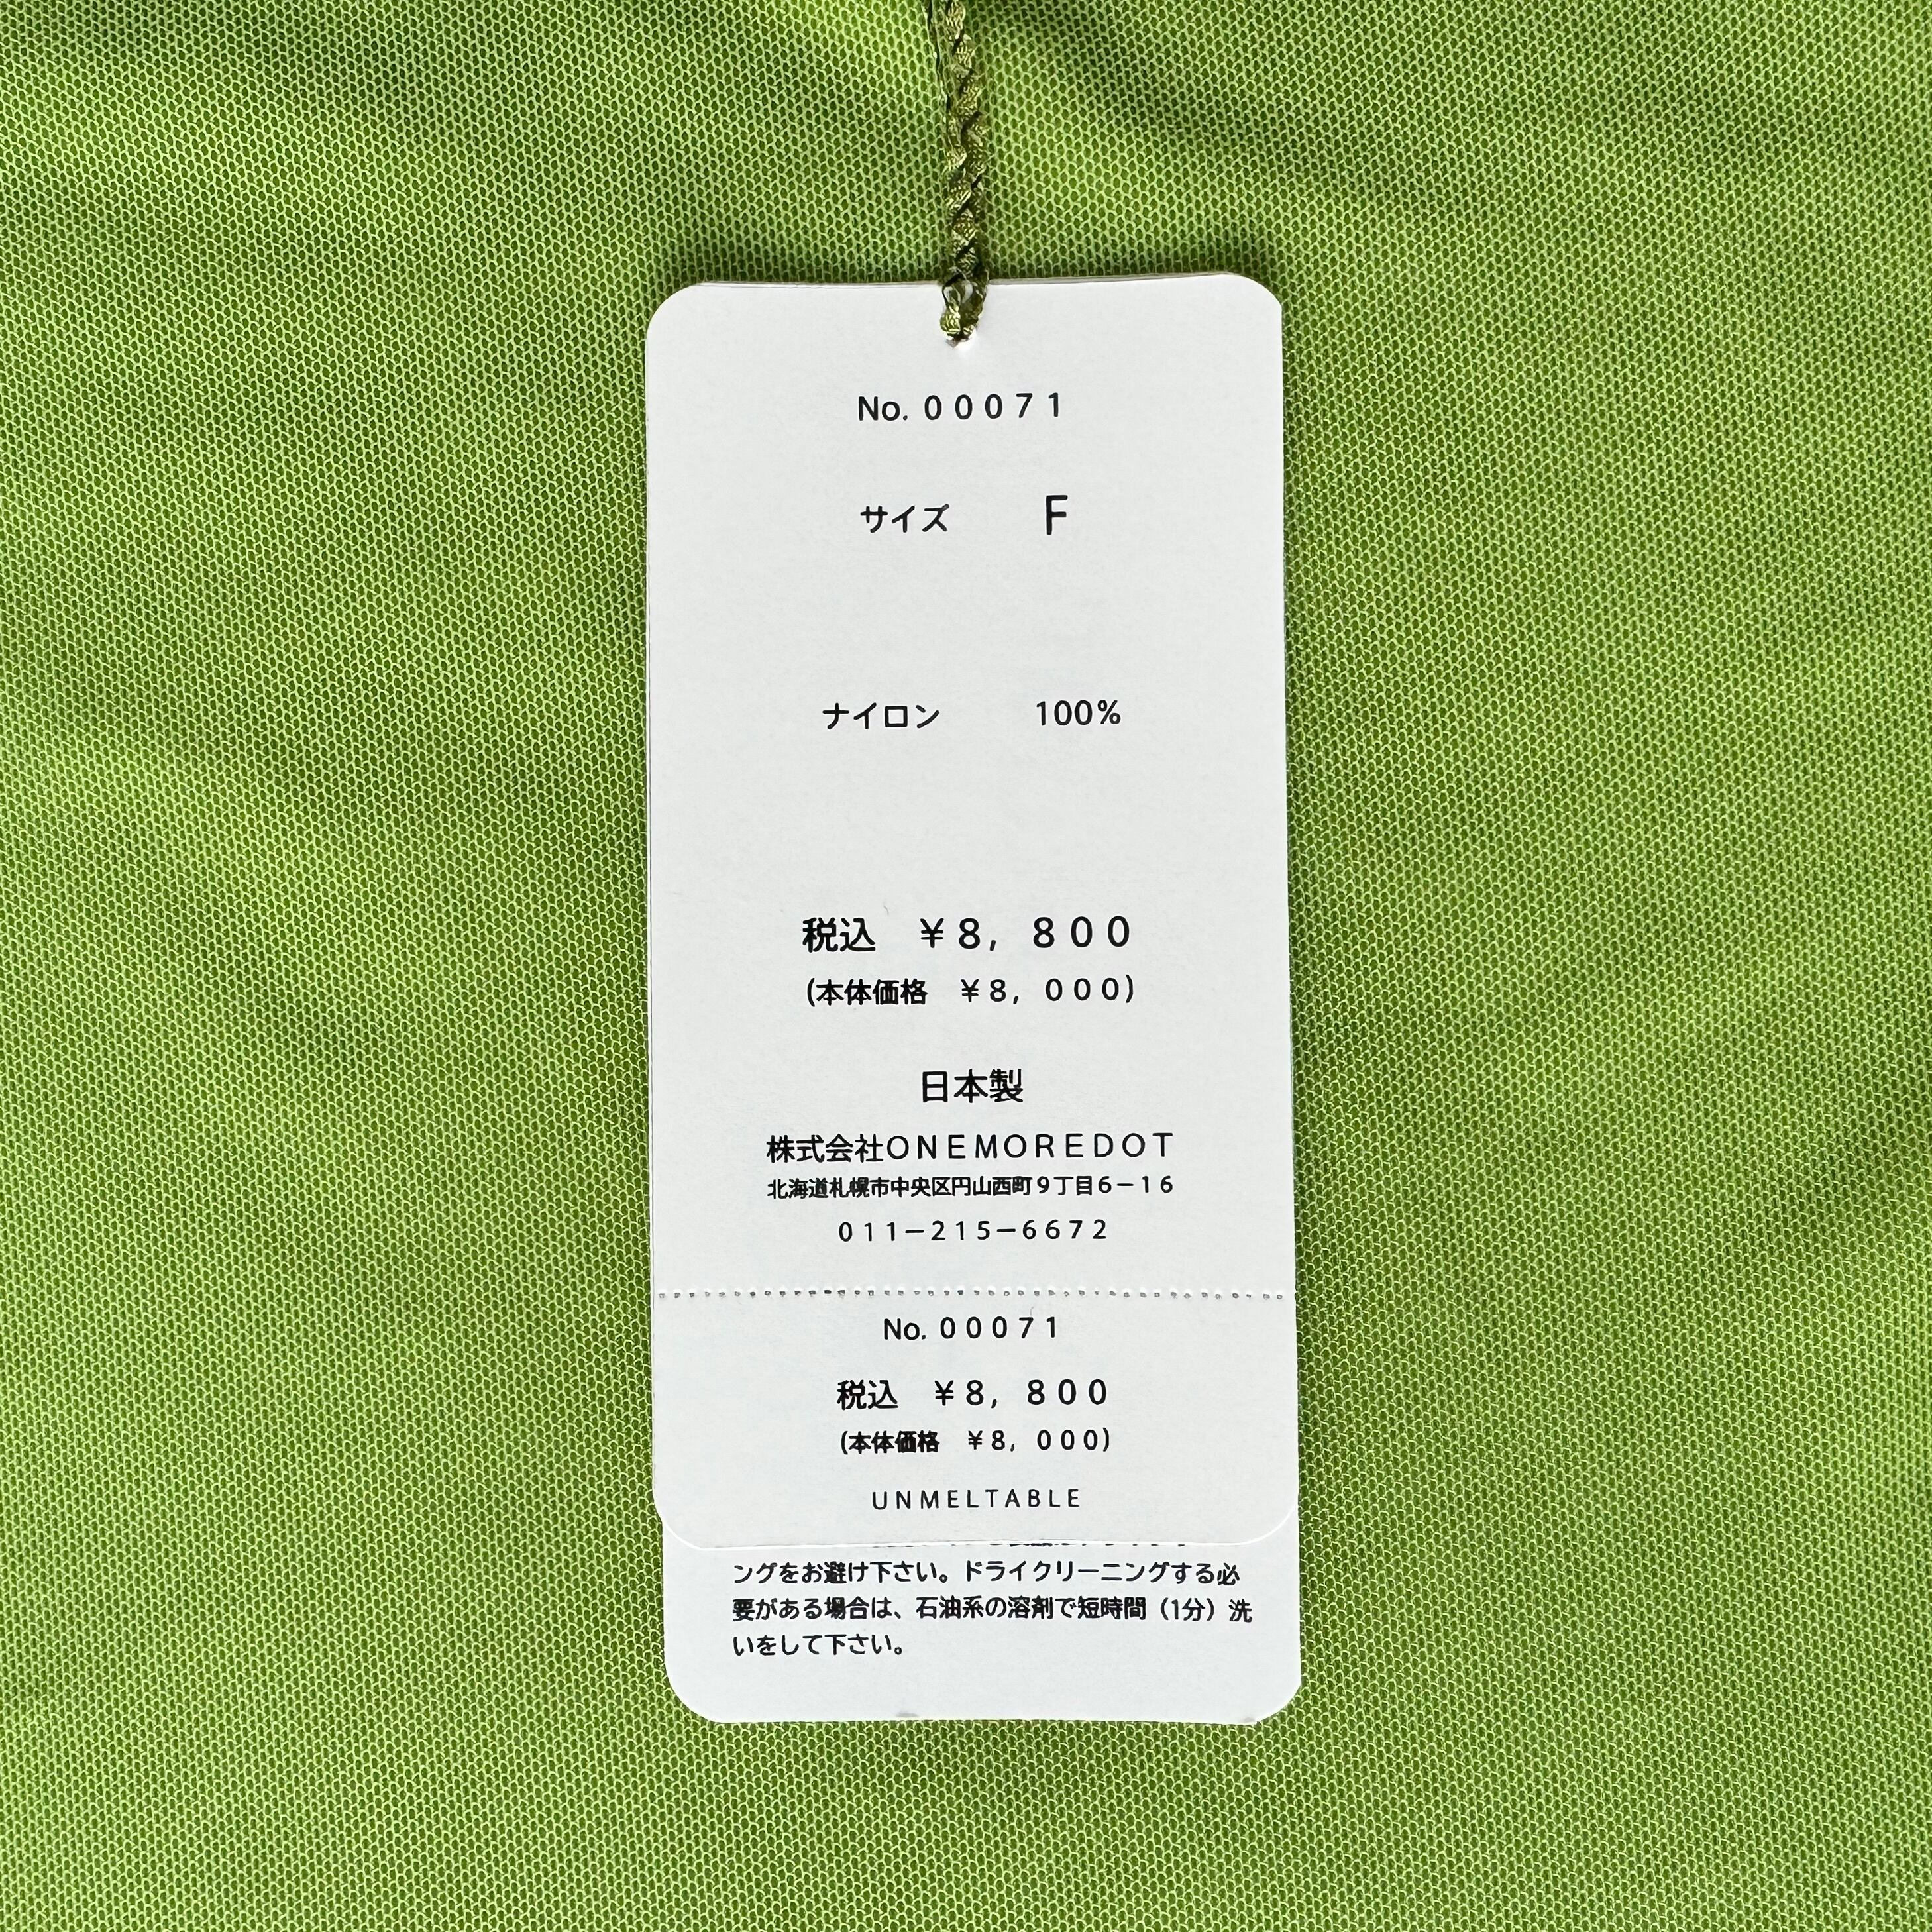 No. 00071
サイズ F
ナイロン 100%
税込 ¥8,800
(本体価格 ¥8,000)
日本製
株式会社ONEMOREDOT
北海道札幌市中央区円山西町9丁目6−16
011−215−6672
No. 00071
税込 ¥8,800
(本体価格 ¥8,000)
UNMELTABLE
ングをお避け下さい。ドライクリーニングする必
要がある場合は、石油系の溶剤で短時間（1分）洗
いをして下さい。